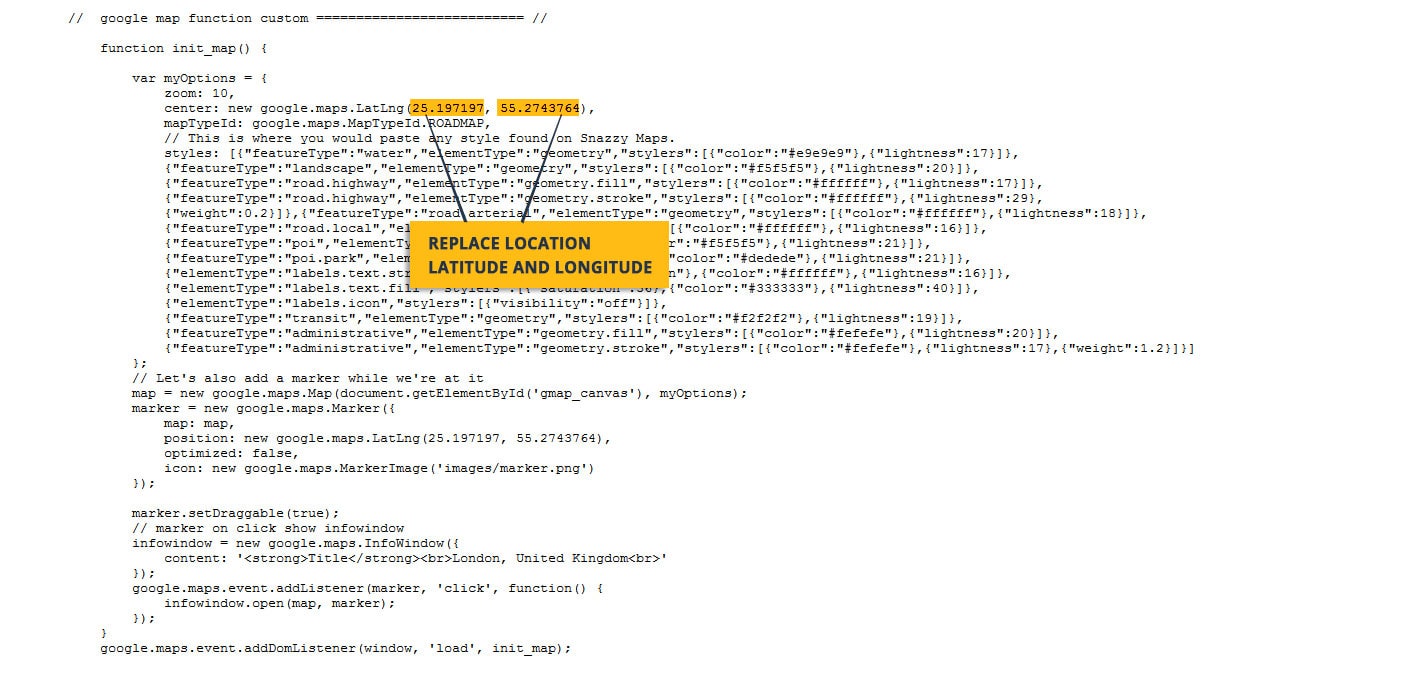 //  google map function custom ========================== //
function init_map() {
var myOptions = {
zoom: 10,
center: new google.maps.LatLng(25.197197, 55.2743764),
mapTypeId: google.maps.MapTypeId.ROADMAP,
// This is where you would paste any style found on Snazzy Maps.
styles: [{"featureType":"water","elementType":"geometry","stylers":[{"color":"#e9e9e9"},{"lightness":17}]},
{"featureType":"landscape","elementType":"geometry","stylers":[{"color":"#f5f5f5"},{"lightness":20}]},
{"featureType":"road.highway","elementType":"geometry.fill","stylers":[{"color":"#ffffff"},{"lightness":17}]},
{"featureType":"road.highway","elementType":"geometry.stroke","stylers":[{"color":"#ffffff"},{"lightness":29},
{"weight":0.2}]},{"featureType":"road.arterial","elementType":"geometry","stylers":[{"color":"#ffffff"},{"lightness":18}]},
{"featureType":"road.local","el [{"color":"#ffffff"},{"lightness":16}]},
{"featureType":"poi","elementTy r":"#f5f5f5"},{"lightness":21}]},
{"featureType":"poi.park","elem "color":"#dedede"},{"lightness":21}]},
REPLACE LOCATION
LATITUDE AND LONGITUDE
{"elementType":"labels.text.str n"},{"color":"#ffffff"},{"lightness":16}]},
{"elementType":"labels.text.fill","stylers":[{"saturation":36},{"color":"#333333"},{"lightness":40}]},
{"elementType":"labels.icon","stylers":[{"visibility":"off"}]},
{"featureType":"transit","elementType":"geometry","stylers":[{"color":"#f2f2f2"},{"lightness":19}]},
{"featureType":"administrative","elementType":"geometry.fill","stylers":[{"color":"#fefefe"},{"lightness":20}]},
{"featureType":"administrative","elementType":"geometry.stroke","stylers":[{"color":"#fefefe"},{"lightness":17},{"weight":1.2}]}]
};
// Let's also add a marker while we're at it
map = new google.maps.Map(document.getElementById('gmap_canvas'), myOptions);
marker = new google.maps.Marker({
map: map,
position: new google.maps.LatLng(25.197197, 55.2743764),
optimized: false,
icon: new google.maps.MarkerImage('images/marker.png')
});
marker.setDraggable(true);
// marker on click show infowindow
infowindow = new google.maps.InfoWindow({
content: '<strong>Title</strong><br>London, United Kingdom<br>'
});
google.maps.event.addListener(marker, 'click', function() {
infowindow.open(map, marker);
});
}
google.maps.event.addDomListener(window, 'load', init_map);